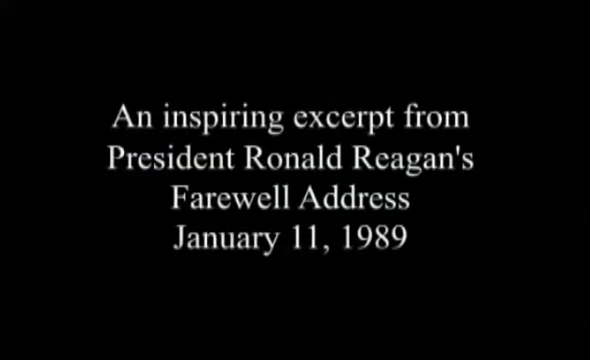 An inspiring excerpt from
President Ronald Reagan's
Farewell Address
January 11, 1989